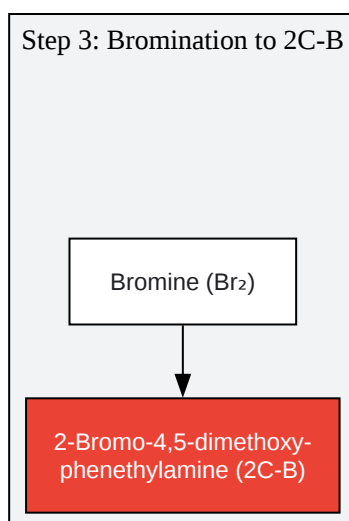 Step 3: Bromination to 2C-B
Bromine (Br₂)
2-Bromo-4,5-dimethoxy-
phenethylamine (2C-B)